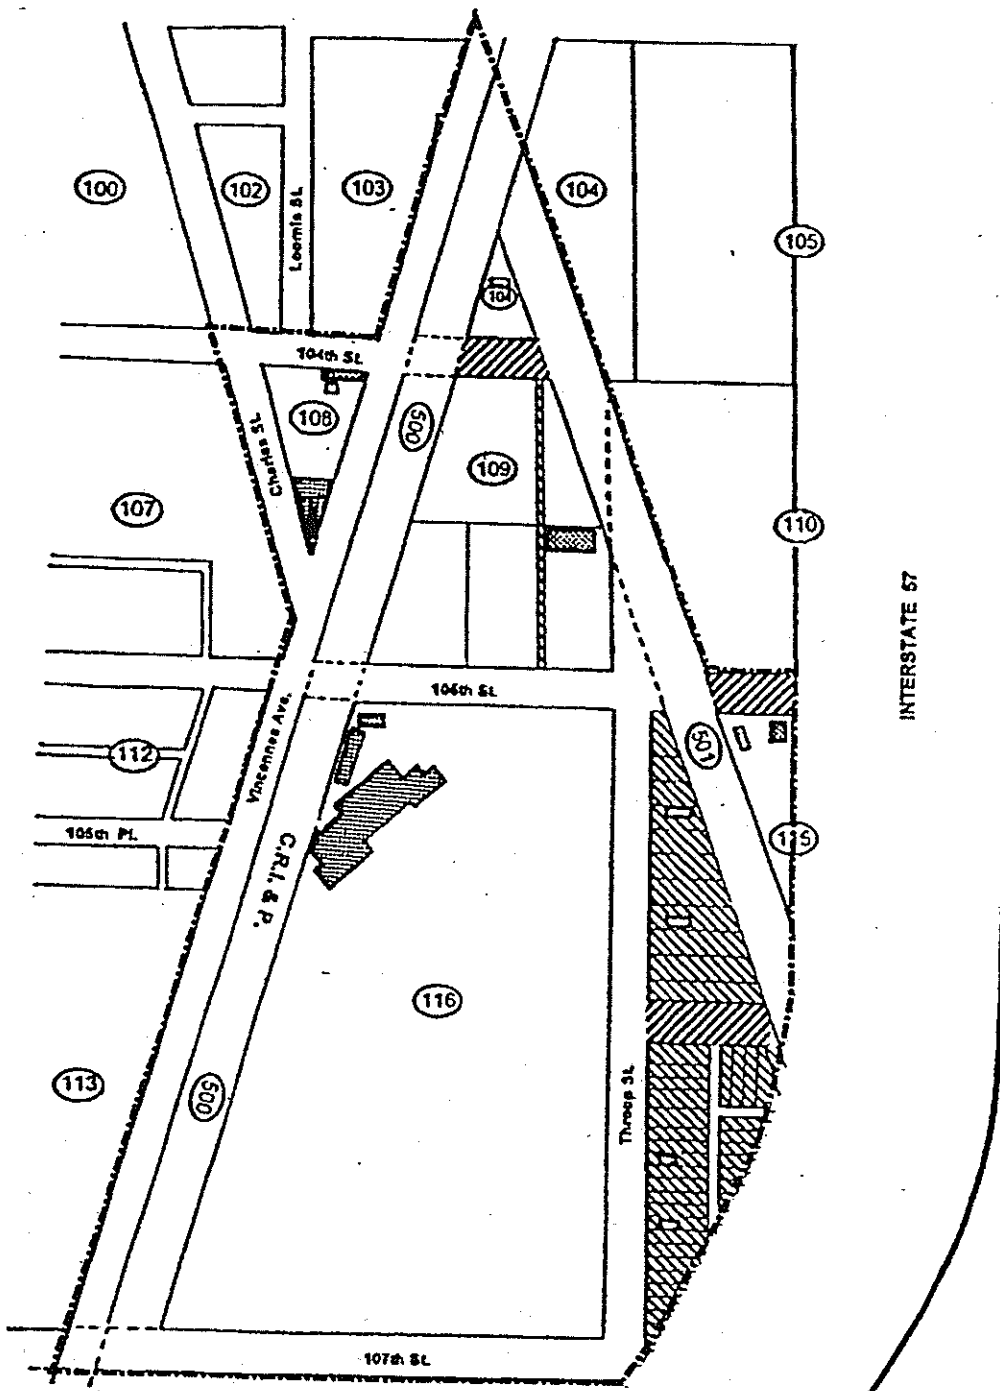 100
102
Loomis St.
103
104
105
104
104th St.
108
500
Charles St.
109
107
110
INTERSTATE 57
106th St.
Vincennes Ave.
112
501
105th Pl.
115
C.R.I. & P.
116
113
500
Throop St.
107th St.